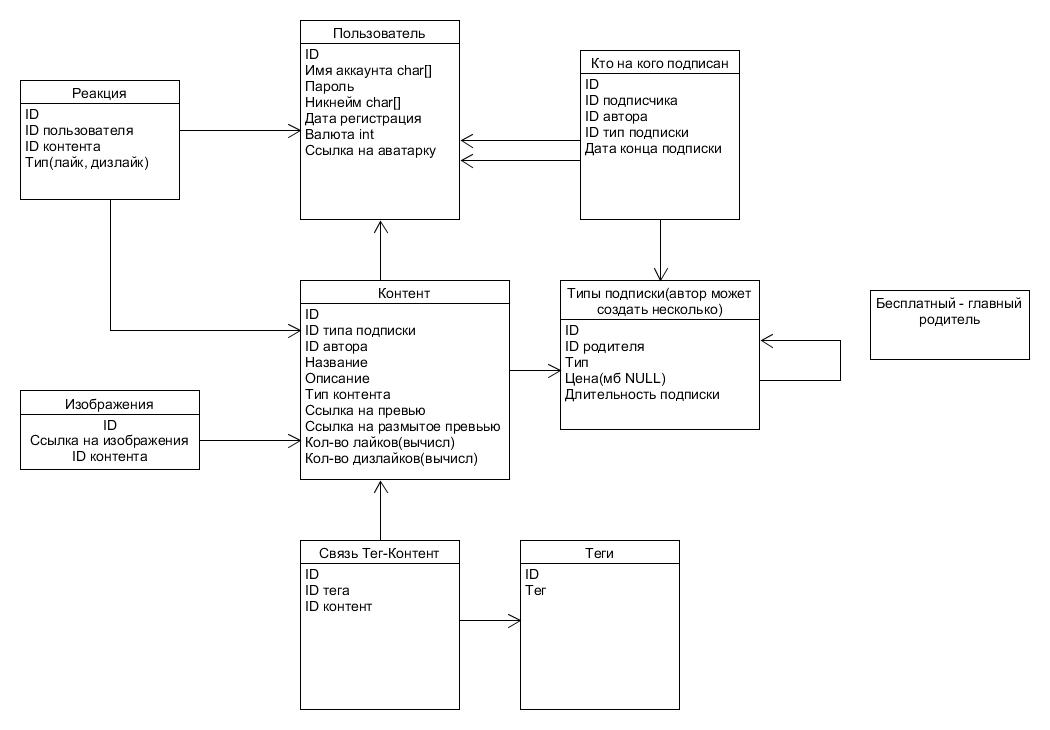 Пользователь
ID
Имя аккаунта char[]
Пароль
Никнейм char[]
Дата регистрация
Валюта int
Ссылка на аватарку
Кто на кого подписан
ID
ID подписчика
ID автора
ID тип подписки
Дата конца подписки
Реакция
ID
ID пользователя
ID контента
Тип(лайк, дизлайк)
Контент
ID
ID типа подписки
ID автора
Название
Описание
Тип контента
Ссылка на превью
Ссылка на размытое превьью
Кол-во лайков(вычисл)
Кол-во дизлайков(вычисл)
Типы подписки(автор может
создать несколько)
ID
ID родителя
Тип
Цена(мб NULL)
Длительность подписки
Бесплатный - главный
родитель
Изображения
ID
Ссылка на изображения
ID контента
Связь Тег-Контент
ID
ID тега
ID контент
Теги
ID
Тег